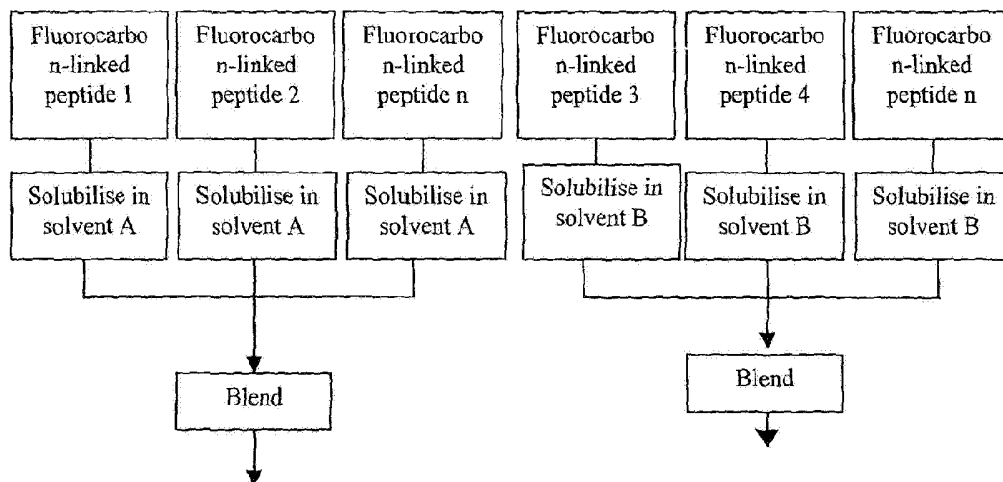 Fluorocarbo
n-linked
peptide 1
Fluorocarbo
n-linked
peptide 2
Fluorocarbo
n-linked
peptide n
Fluorocarbo
n-linked
peptide 3
Fluorocarbo
n-linked
peptide 4
Fluorocarbo
n-linked
peptide n
Solubilise in
solvent A
Solubilise in
solvent A
Solubilise in
solvent A
Solubilise in
solvent B
Solubilise in
solvent B
Solubilise in
solvent B
Blend
Blend